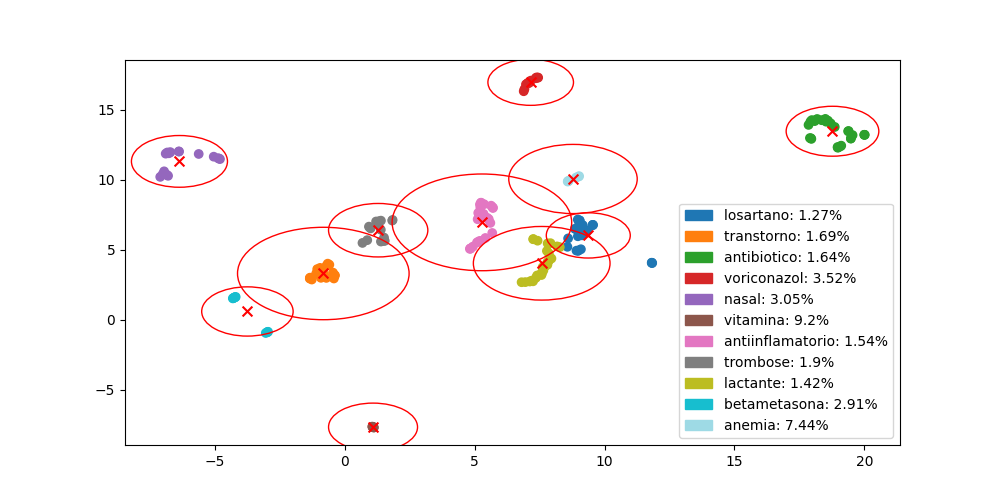 15
10
5
0
−5
−5
0
5
10
15
20
losartano: 1.27%
transtorno: 1.69%
antibiotico: 1.64%
voriconazol: 3.52%
nasal: 3.05%
vitamina: 9.2%
antiinflamatorio: 1.54%
trombose: 1.9%
lactante: 1.42%
betametasona: 2.91%
anemia: 7.44%